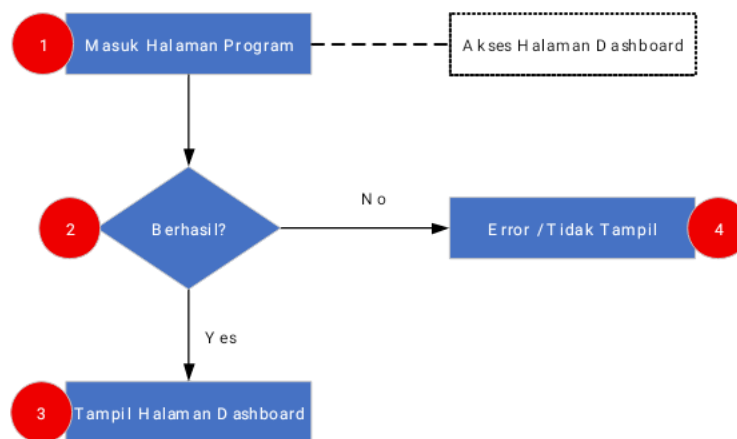 1
Masuk Halaman Program
Akses Halaman Dashboard
2
Berhasil?
No
Error / Tidak Tampil
4
Yes
3
Tampil Halaman Dashboard